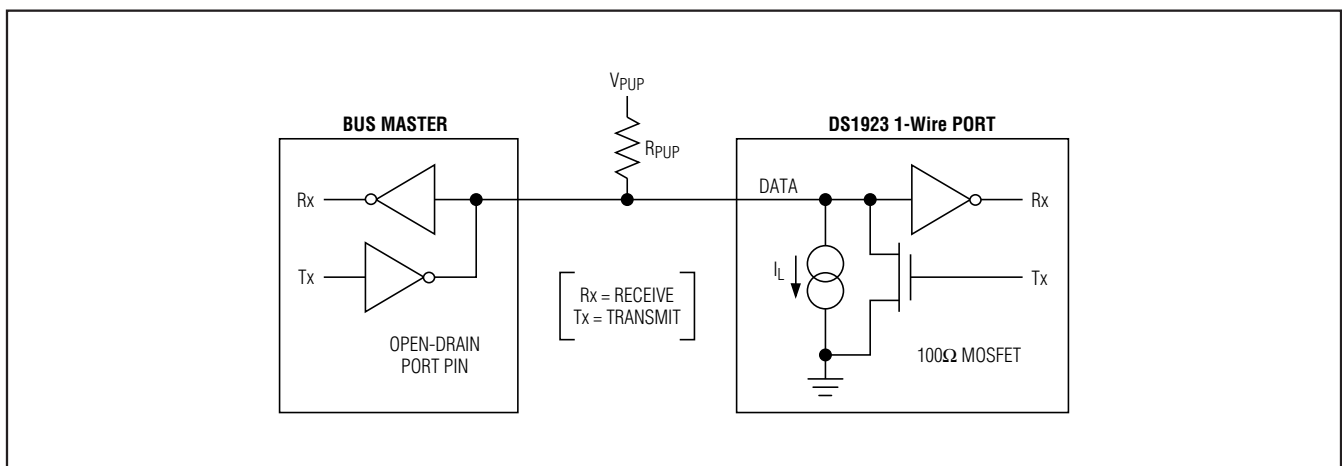 VPUP
BUS MASTER
DS1923 1-Wire PORT
RPUP
Rx
DATA
Rx
Tx
IL
Tx
Rx = RECEIVE
Tx = TRANSMIT
OPEN-DRAIN
PORT PIN
100Ω MOSFET